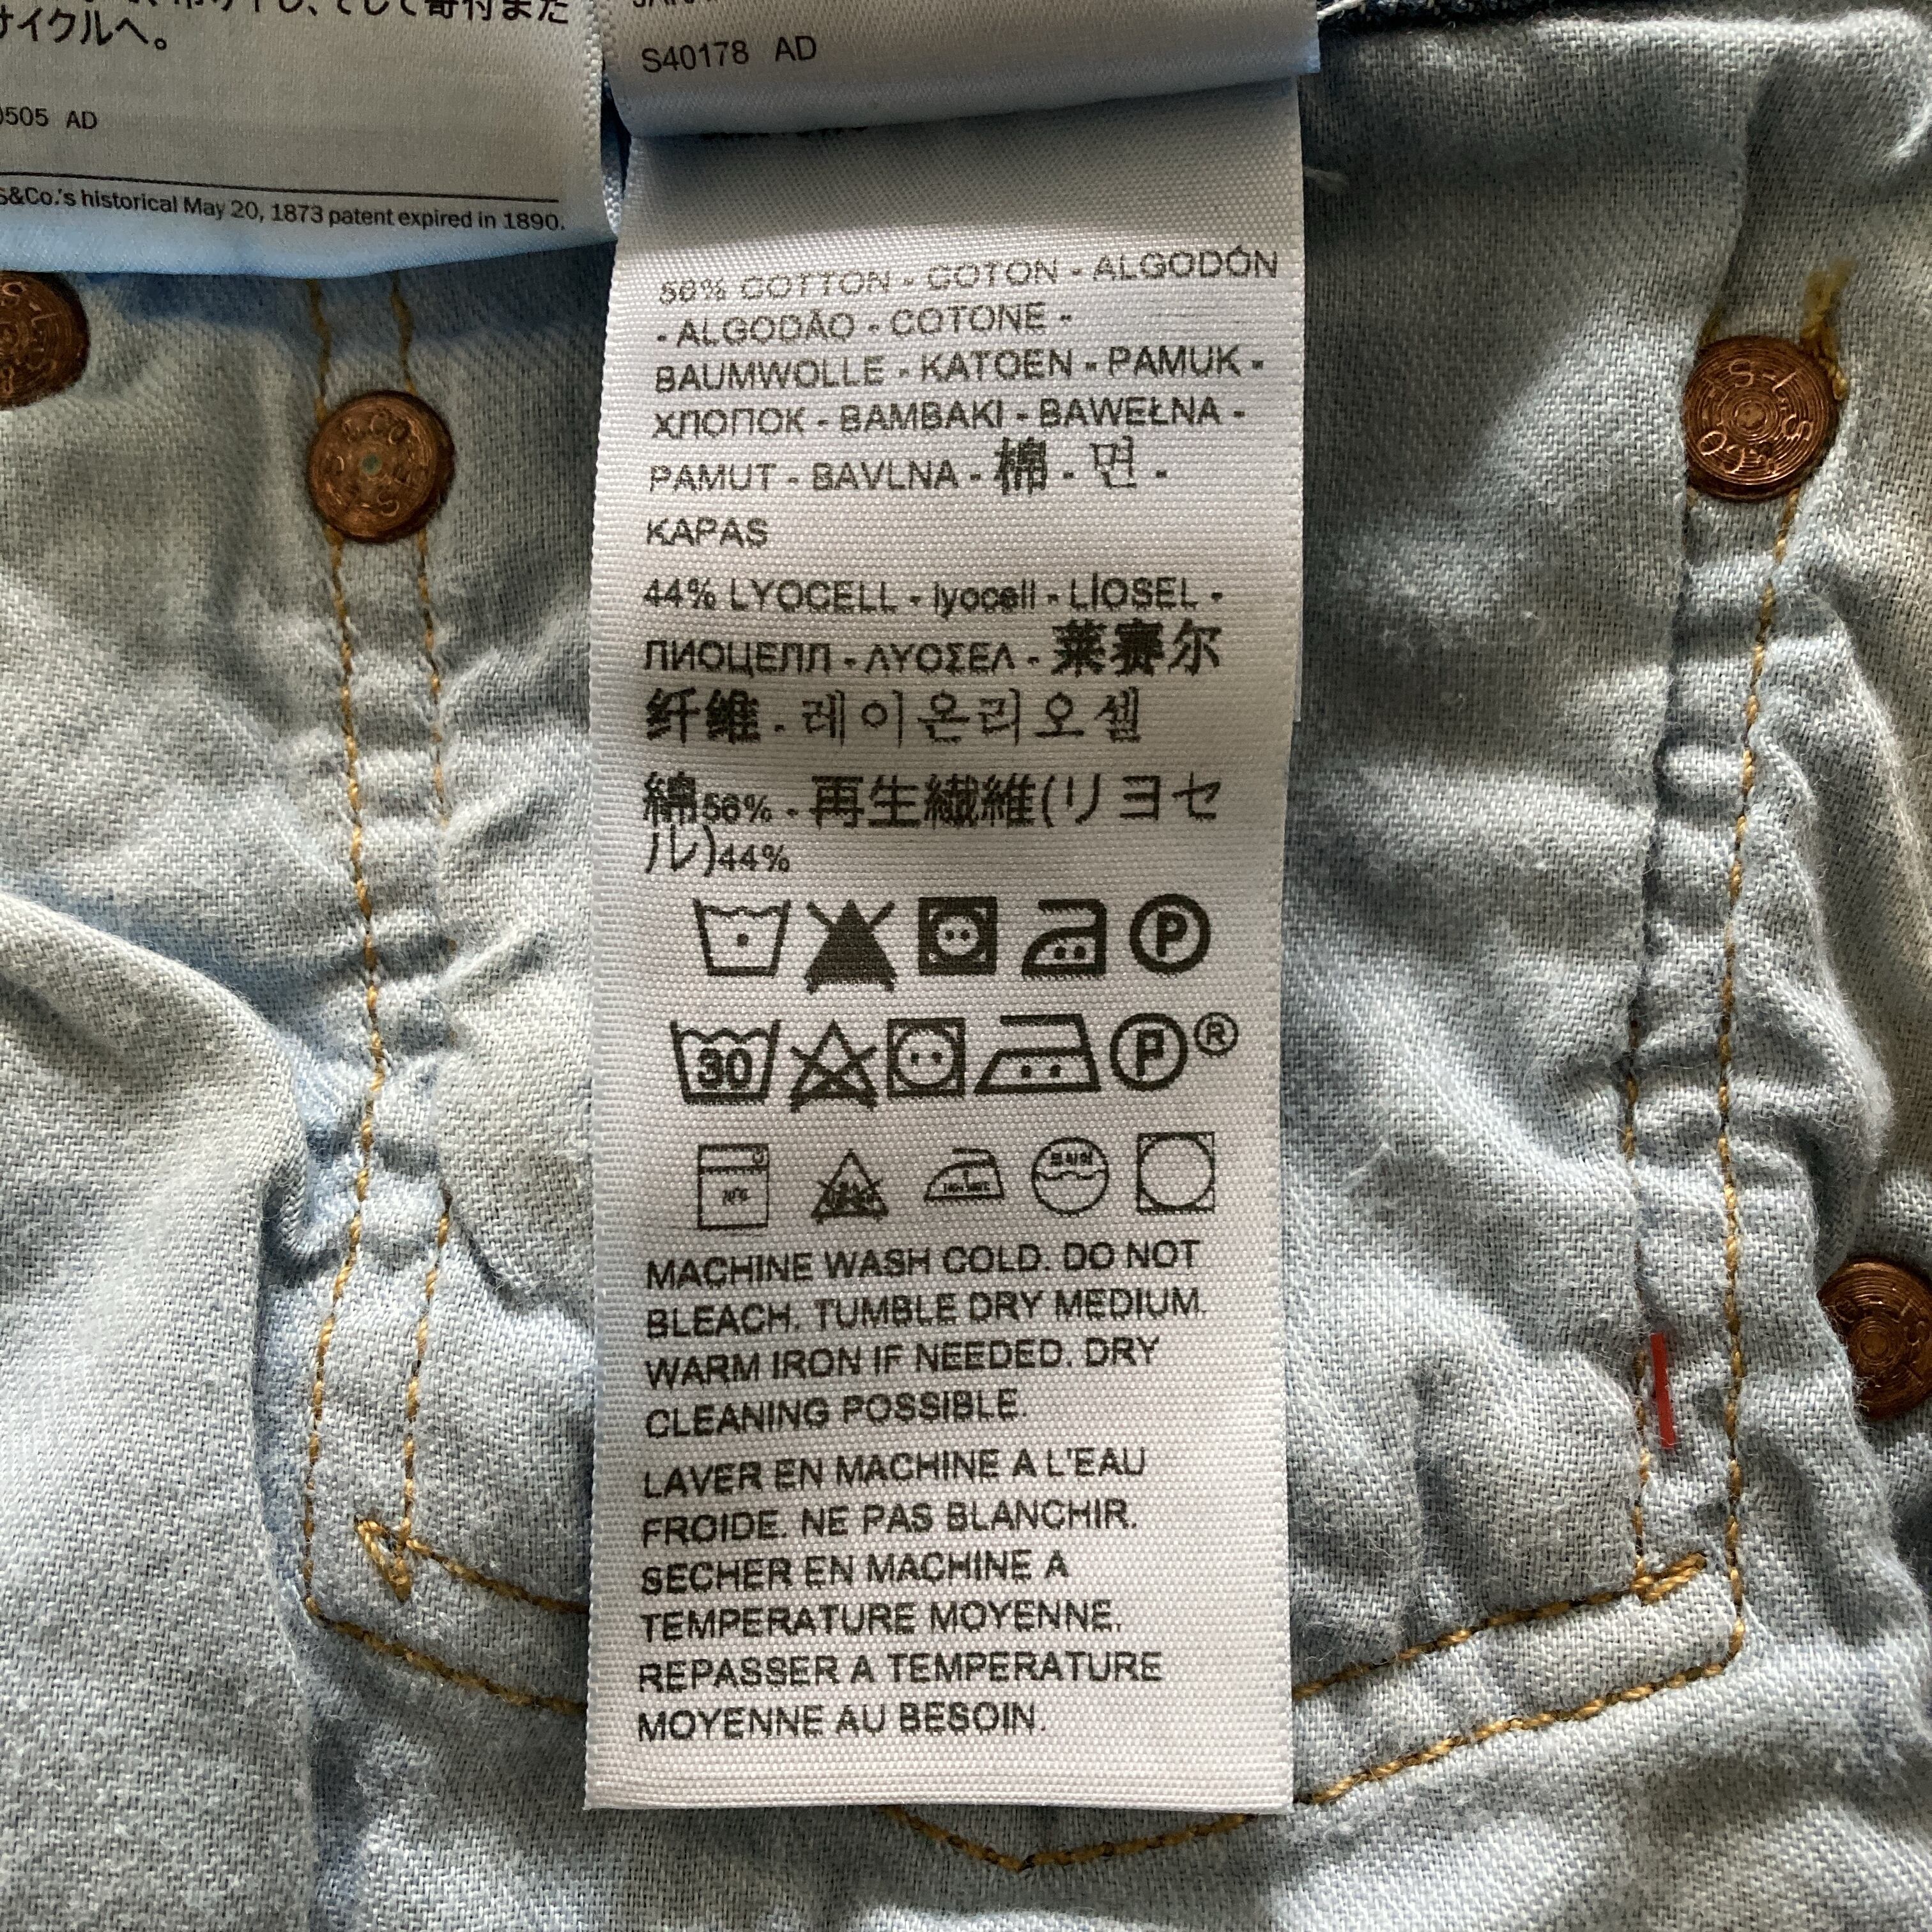 サイクルへ。
0505 AD
S&Co.'s historical May 20, 1873 patent expired in 1890.
S40178 AD
56% COTTON - COTON - ALGODÓN
- ALGODÃO - COTONE -
BAUMWOLLE - KATOEN - PAMUK -
ХЛОПОК - BAMBAKI - BAWEŁNA -
PAMUT - BAVLNA - 棉 - 면 -
KAPAS
44% LYOCELL - lyocell - LİOSEL -
ЛИОЦЕЛЛ - ΛΥΟΣΕΛ - 莱赛尔
纤维 - 레이온리오셀
綿56% - 再生繊維(リヨセ
ル)44%
P
30 P®
MACHINE WASH COLD. DO NOT
BLEACH. TUMBLE DRY MEDIUM.
WARM IRON IF NEEDED. DRY
CLEANING POSSIBLE.
LAVER EN MACHINE A L'EAU
FROIDE. NE PAS BLANCHIR.
SECHER EN MACHINE A
TEMPERATURE MOYENNE.
REPASSER A TEMPERATURE
MOYENNE AU BESOIN.